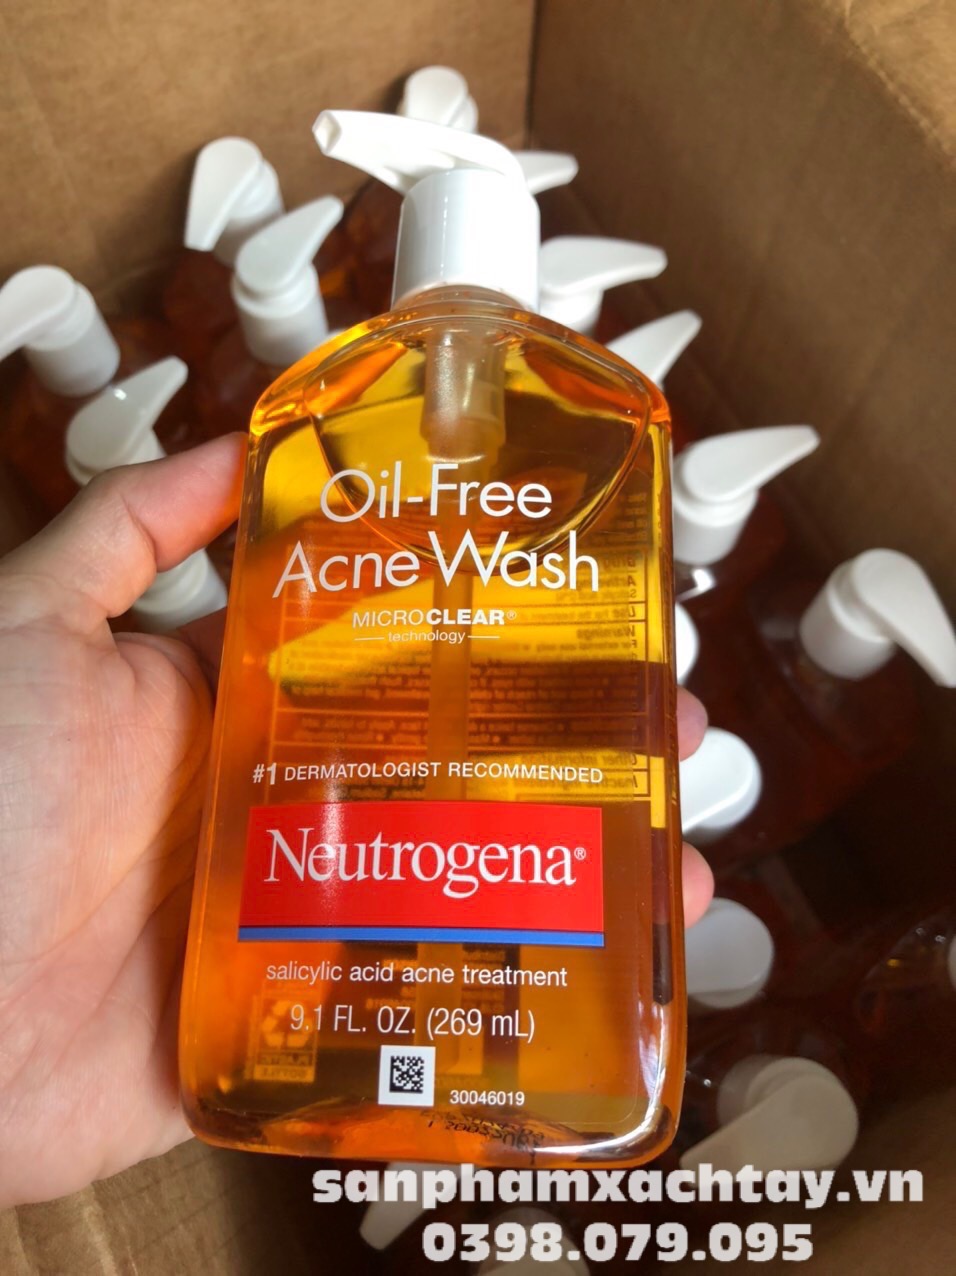 Oil-Free
Acne Wash
MICROCLEAR®
technology
#1 DERMATOLOGIST RECOMMENDED
Neutrogena®
salicylic acid acne treatment
9.1 FL. OZ. (269 mL)
30046019
sanphamxachtay.vn
0398.079.095